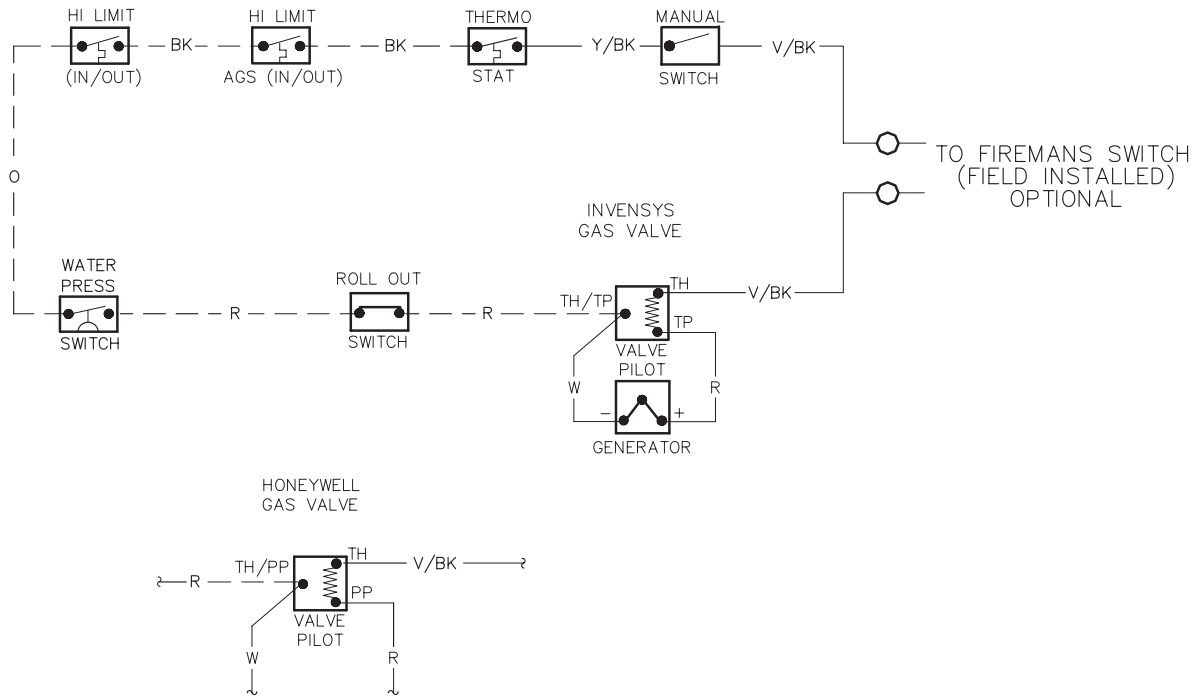 HI LIMIT
(IN/OUT)
BK
HI LIMIT
AGS (IN/OUT)
BK
THERMO
STAT
Y/BK
MANUAL
SWITCH
V/BK
TO FIREMANS SWITCH
(FIELD INSTALLED)
OPTIONAL
O
WATER
PRESS
SWITCH
R
ROLL OUT
SWITCH
R
INVENSYS
GAS VALVE
TH/TP
TH
V/BK
TP
VALVE
PILOT
W
R
- +
GENERATOR
HONEYWELL
GAS VALVE
R
TH/PP
TH
V/BK
PP
VALVE
PILOT
W
R